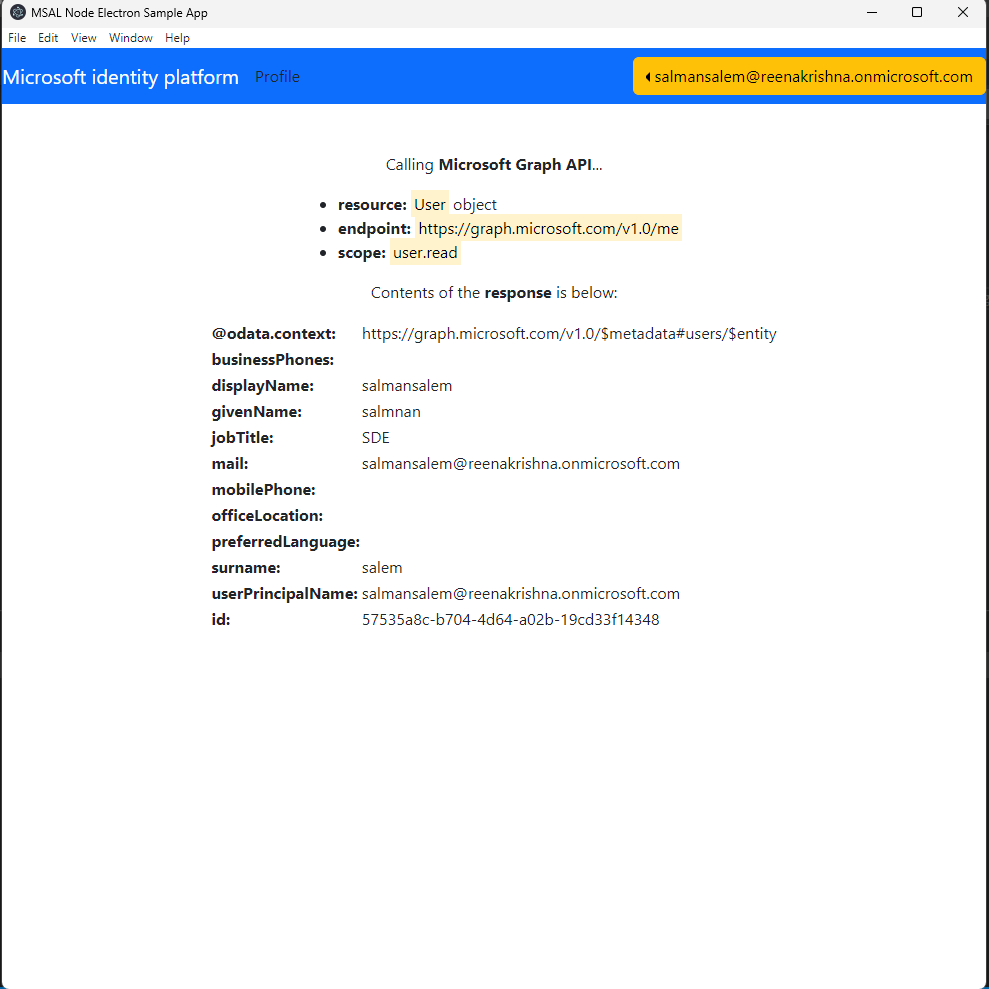 MSAL Node Electron Sample App
File Edit View Window Help
Microsoft identity platform Profile salmansalem@reenakrishna.onmicrosoft.com
Calling Microsoft Graph API...
• resource: User object
• endpoint: https://graph.microsoft.com/v1.0/me
• scope: user.read
Contents of the response is below:
@odata.context: https://graph.microsoft.com/v1.0/$metadata#users/$entity
businessPhones:
displayName: salmansalem
givenName: salmnan
jobTitle: SDE
mail: salmansalem@reenakrishna.onmicrosoft.com
mobilePhone:
officeLocation:
preferredLanguage:
surname: salem
userPrincipalName: salmansalem@reenakrishna.onmicrosoft.com
id: 57535a8c-b704-4d64-a02b-19cd33f14348